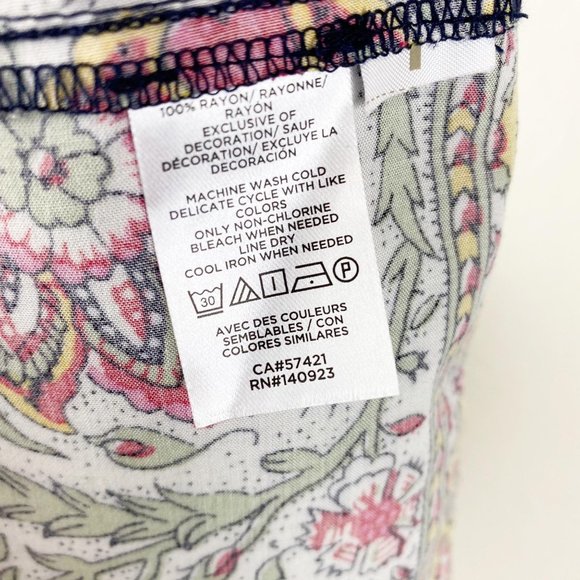 100% RAYON/ RAYONNE/
RAYÓN
EXCLUSIVE OF
DECORATION/ SAUF
DÉCORATION/ EXCLUYE LA
DECORACIÓN
MACHINE WASH COLD
DELICATE CYCLE WITH LIKE
COLORS
ONLY NON-CHLORINE
BLEACH WHEN NEEDED
LINE DRY
COOL IRON WHEN NEEDED
30 P
AVEC DES COULEURS
SEMBLABLES / CON
COLORES SIMILARES
CA#57421
RN#140923